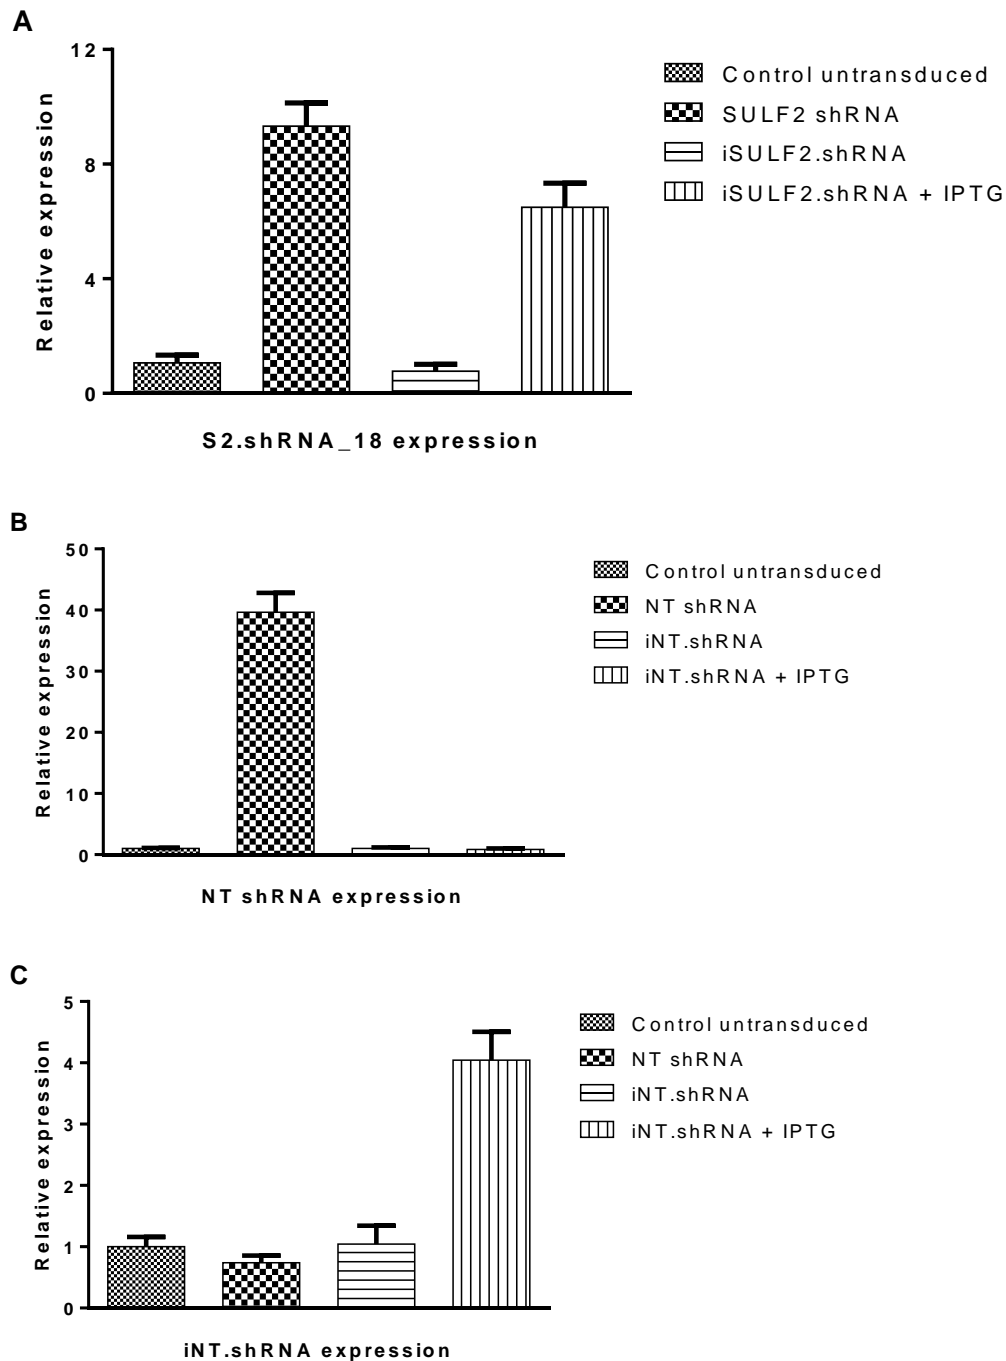 A
Relative expression
12
8
4
0
S2.shRNA_18 expression
Control untransduced
SULF2 shRNA
iSULF2.shRNA
iSULF2.shRNA + IPTG
B
Relative expression
50
40
30
20
10
0
NT shRNA expression
Control untransduced
NT shRNA
iNT.shRNA
iNT.shRNA + IPTG
C
Relative expression
5
4
3
2
1
0
iNT.shRNA expression
Control untransduced
NT shRNA
iNT.shRNA
iNT.shRNA + IPTG